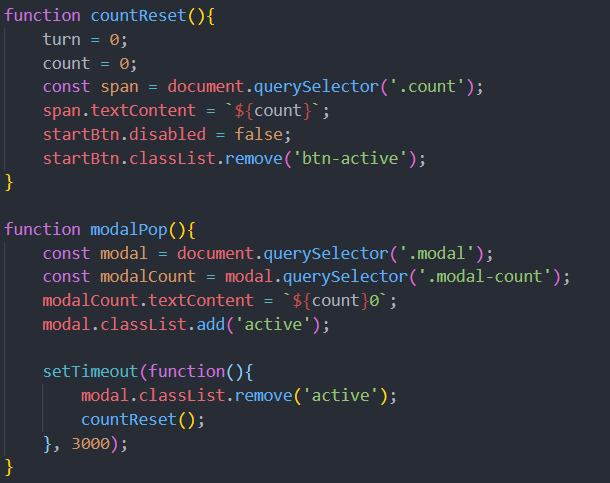 function countReset(){
    turn = 0;
    count = 0;
    const span = document.querySelector('.count');
    span.textContent = `${count}`;
    startBtn.disabled = false;
    startBtn.classList.remove('btn-active');
}

function modalPop(){
    const modal = document.querySelector('.modal');
    const modalCount = modal.querySelector('.modal-count');
    modalCount.textContent = `${count}0`;
    modal.classList.add('active');

    setTimeout(function(){
        modal.classList.remove('active');
        countReset();
    }, 3000);
}